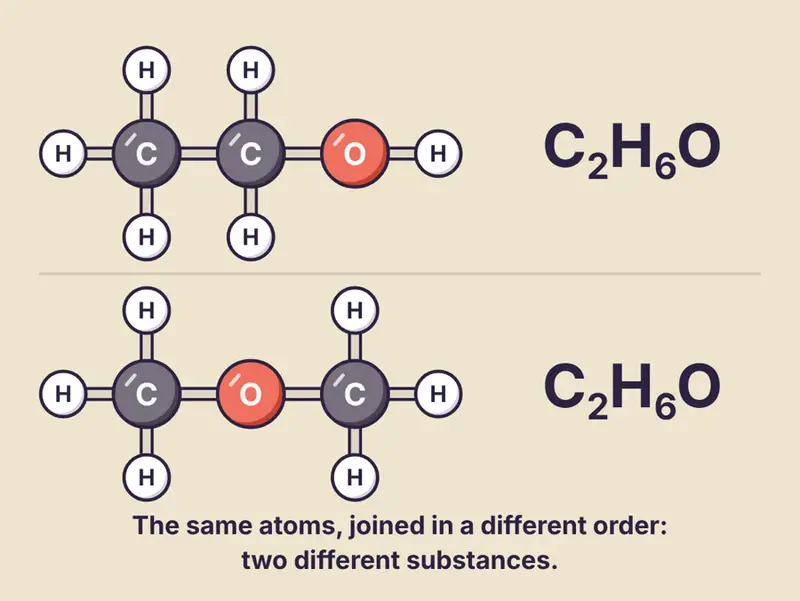 H H
H C C O H C₂H₆O
H H
H H
H C O C H C₂H₆O
H H
The same atoms, joined in a different order:
two different substances.